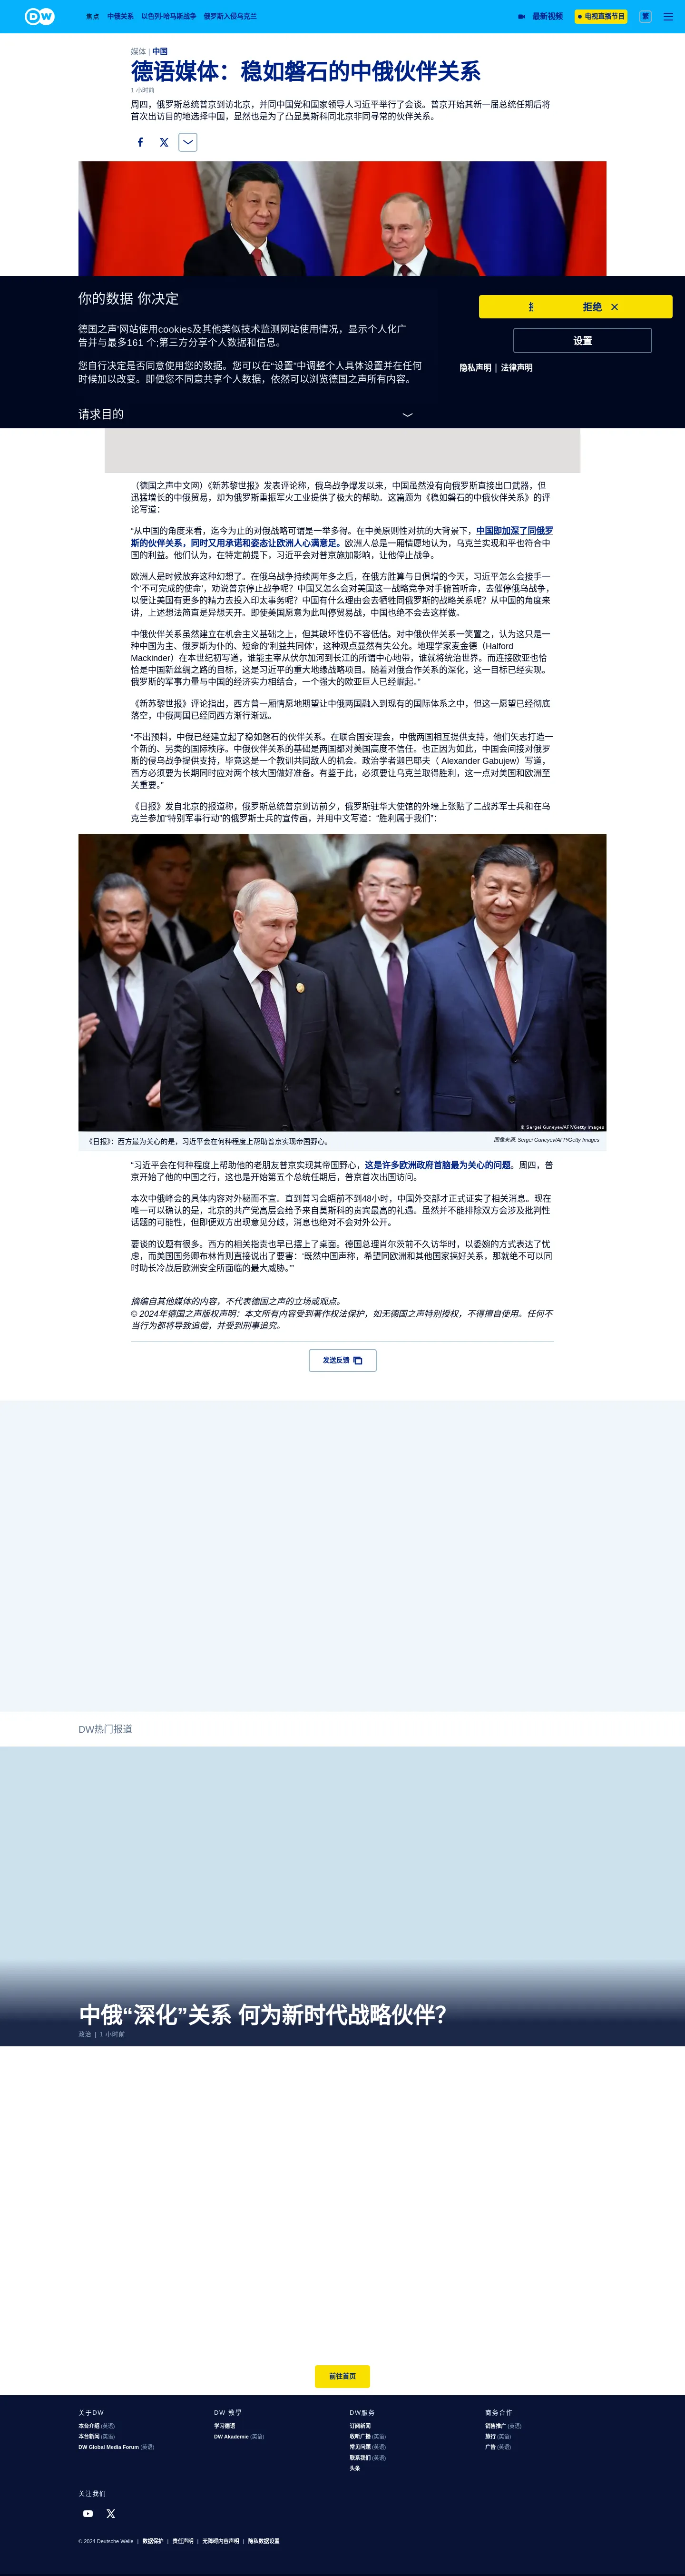 DW
焦点 中俄关系 以色列-哈马斯战争 俄罗斯入侵乌克兰 最新视频 电视直播节目 繁
媒体 | 中国
德语媒体：稳如磐石的中俄伙伴关系
1 小时前
周四，俄罗斯总统普京到访北京，并同中国党和国家领导人习近平举行了会谈。普京开始其新一届总统任期后将
首次出访目的地选择中国，显然也是为了凸显莫斯科同北京非同寻常的伙伴关系。
你的数据 你决定
德国之声'网站使用cookies及其他类似技术监测网站使用情况，显示个人化广
告并与最多161 个;第三方分享个人数据和信息。
您自行决定是否同意使用您的数据。您可以在"设置"中调整个人具体设置并在任何
时候加以改变。即便您不同意共享个人数据，依然可以浏览德国之声所有内容。
请求目的
拒绝
设置
隐私声明 | 法律声明
（德国之声中文网）《新苏黎世报》发表评论称，俄乌战争爆发以来，中国虽然没有向俄罗斯直接出口武器，但
迅猛增长的中俄贸易，却为俄罗斯重振军火工业提供了极大的帮助。这篇题为《稳如磐石的中俄伙伴关系》的评
论写道：
“从中国的角度来看，迄今为止的对俄战略可谓是一举多得。在中美原则性对抗的大背景下，中国即加深了同俄罗
斯的伙伴关系，同时又用承诺和姿态让欧洲人心满意足。欧洲人总是一厢情愿地认为，乌克兰实现和平也符合中
国的利益。他们认为，在特定前提下，习近平会对普京施加影响，让他停止战争。
欧洲人是时候放弃这种幻想了。在俄乌战争持续两年多之后，在俄方胜算与日俱增的今天，习近平怎么会接手一
个‘不可完成的使命’，劝说普京停止战争呢？中国又怎么会对美国这一战略竞争对手俯首听命，去催停俄乌战争，
以便让美国有更多的精力去投入印太事务呢？中国有什么理由会去牺牲同俄罗斯的战略关系呢？从中国的角度来
讲，上述想法简直是异想天开。即使美国愿意为此叫停贸易战，中国也绝不会去这样做。
中俄伙伴关系虽然建立在机会主义基础之上，但其破坏性仍不容低估。对中俄伙伴关系一笑置之，认为这只是一
种中国为主、俄罗斯为仆的、短命的‘利益共同体’，这种观点显然有失公允。地理学家麦金德（Halford
Mackinder）在本世纪初写道，谁能主宰从伏尔加河到长江的所谓中心地带，谁就将统治世界。而连接欧亚也恰
恰是中国新丝绸之路的目标，这是习近平的重大地缘战略项目。随着对俄合作关系的深化，这一目标已经实现。
俄罗斯的军事力量与中国的经济实力相结合，一个强大的欧亚巨人已经崛起。”
《新苏黎世报》评论指出，西方曾一厢情愿地期望让中俄两国融入到现有的国际体系之中，但这一愿望已经彻底
落空，中俄两国已经同西方渐行渐远。
“不出预料，中俄已经建立起了稳如磐石的伙伴关系。在联合国安理会，中俄两国相互提供支持，他们矢志打造一
个新的、另类的国际秩序。中俄伙伴关系的基础是两国都对美国高度不信任。也正因为如此，中国会间接对俄罗
斯的侵乌战争提供支持，毕竟这是一个教训共同敌人的机会。政治学者迦巴耶夫（ Alexander Gabujew）写道，
西方必须要为长期同时应对两个核大国做好准备。有鉴于此，必须要让乌克兰取得胜利，这一点对美国和欧洲至
关重要。”
《日报》发自北京的报道称，俄罗斯总统普京到访前夕，俄罗斯驻华大使馆的外墙上张贴了二战苏军士兵和在乌
克兰参加“特别军事行动”的俄罗斯士兵的宣传画，并用中文写道：“胜利属于我们”：
© Sergei Guneyev/AFP/Getty Images
《日报》：西方最为关心的是，习近平会在何种程度上帮助普京实现帝国野心。 图像来源: Sergei Guneyev/AFP/Getty Images
“习近平会在何种程度上帮助他的老朋友普京实现其帝国野心，这是许多欧洲政府首脑最为关心的问题。周四，普
京开始了他的中国之行，这也是开始第五个总统任期后，普京首次出国访问。
本次中俄峰会的具体内容对外秘而不宣。直到普习会晤前不到48小时，中国外交部才正式证实了相关消息。现在
唯一可以确认的是，北京的共产党高层会给予来自莫斯科的贵宾最高的礼遇。虽然并不能排除双方会涉及批判性
话题的可能性，但即便双方出现意见分歧，消息也绝对不会对外公开。
要谈的议题有很多。西方的相关指责也早已摆上了桌面。德国总理肖尔茨前不久访华时，以委婉的方式表达了忧
虑，而美国国务卿布林肯则直接说出了要害：‘既然中国声称，希望同欧洲和其他国家搞好关系，那就绝不可以同
时助长冷战后欧洲安全所面临的最大威胁。’”
摘编自其他媒体的内容，不代表德国之声的立场或观点。
© 2024年德国之声版权声明：本文所有内容受到著作权法保护，如无德国之声特别授权，不得擅自使用。任何不
当行为都将导致追偿，并受到刑事追究。
发送反馈
DW热门报道
中俄“深化”关系 何为新时代战略伙伴？
政治 | 1 小时前
前往首页
关于DW
本台介绍 (英语)
本台新闻 (英语)
DW Global Media Forum (英语)
DW 教學
学习德语
DW Akademie (英语)
DW服务
订阅新闻
收听广播 (英语)
常见问题 (英语)
联系我们 (英语)
头条
商务合作
销售推广 (英语)
旅行 (英语)
广告 (英语)
关注我们
© 2024 Deutsche Welle | 数据保护 | 责任声明 | 无障碍内容声明 | 隐私数据设置